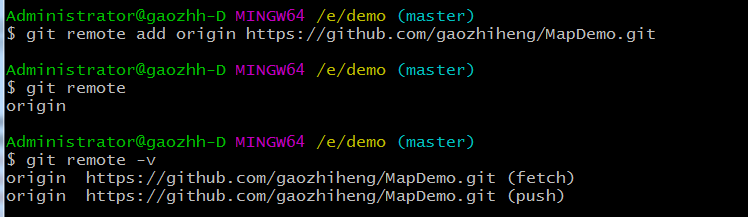 Administrator@gaozhh-D MINGW64 /e/demo (master)
$ git remote add origin https://github.com/gaozhiheng/MapDemo.git
Administrator@gaozhh-D MINGW64 /e/demo (master)
$ git remote
origin
Administrator@gaozhh-D MINGW64 /e/demo (master)
$ git remote -v
origin  https://github.com/gaozhiheng/MapDemo.git (fetch)
origin  https://github.com/gaozhiheng/MapDemo.git (push)